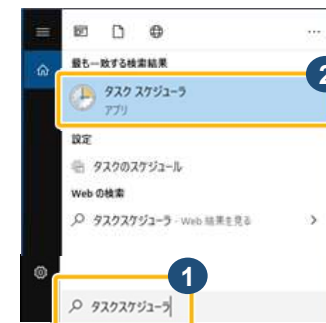 …
最も一致する検索結果
2
タスク スケジューラ
アプリ
設定
タスクのスケジュール
Web の検索
タスクスケジューラ - Web 結果を見る
1
タスクスケジューラ